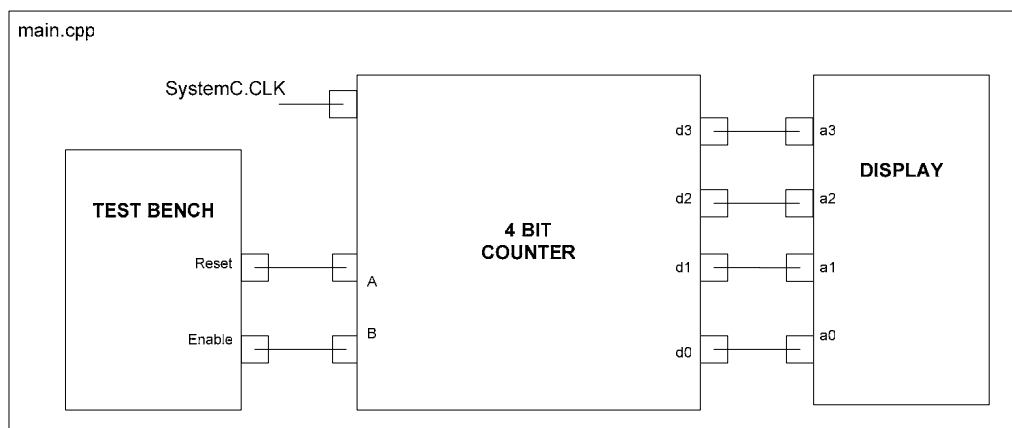 main.cpp
SystemC.CLK
TEST BENCH
Reset
Enable
A
B
4 BIT
COUNTER
d3
d2
d1
d0
a3
a2
a1
a0
DISPLAY